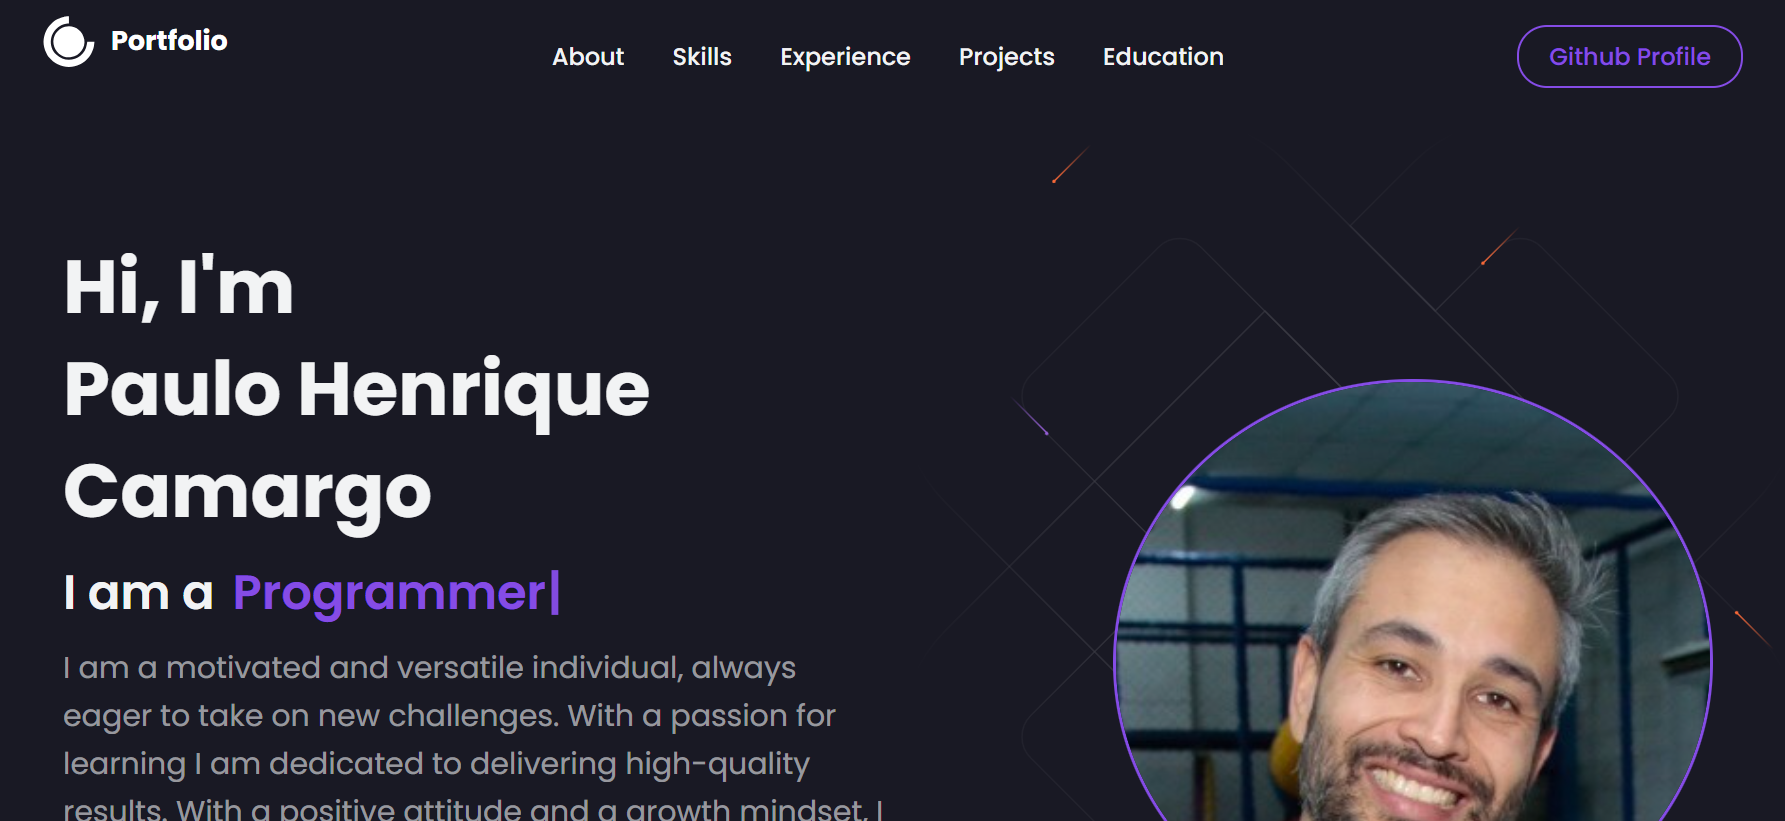 Portfolio
About Skills Experience Projects Education
Github Profile
Hi, I'm
Paulo Henrique
Camargo
I am a Programmer|
I am a motivated and versatile individual, always
eager to take on new challenges. With a passion for
learning I am dedicated to delivering high-quality
results. With a positive attitude and a growth mindset, I